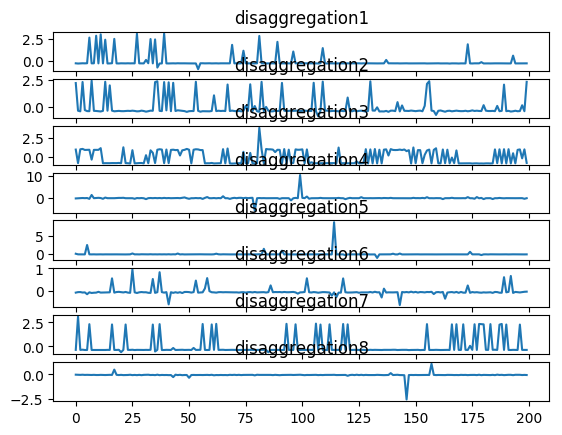 disaggregation1
2.5
0.0
disaggregation2
2.5
0.0
disaggregation3
2.5
0.0
disaggregation4
10
0
disaggregation5
5
0
disaggregation6
1
0
disaggregation7
2.5
0.0
disaggregation8
0.0
−2.5
0 25 50 75 100 125 150 175 200